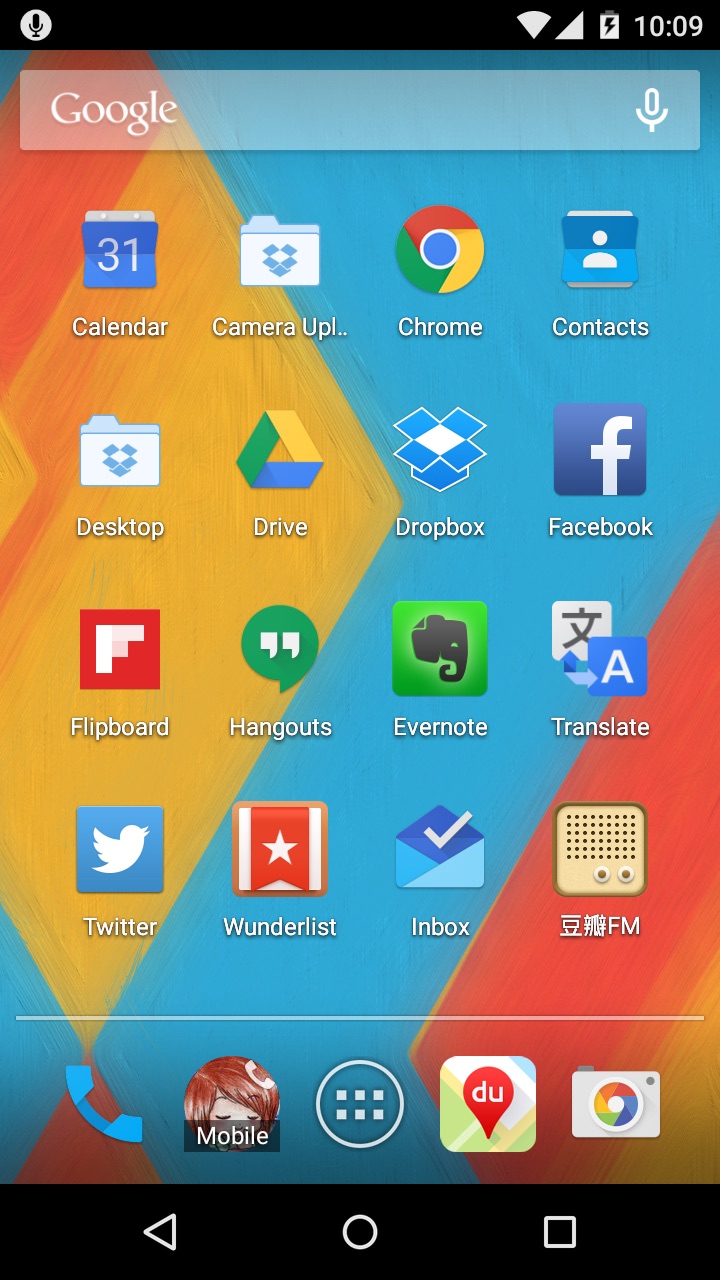 10:09
Google
31
Calendar
Camera Upl..
Chrome
Contacts
Desktop
Drive
Dropbox
f
Facebook
F
文
A
Flipboard
Hangouts
Evernote
Translate
Twitter
Wunderlist
Inbox
豆瓣FM
du
Mobile